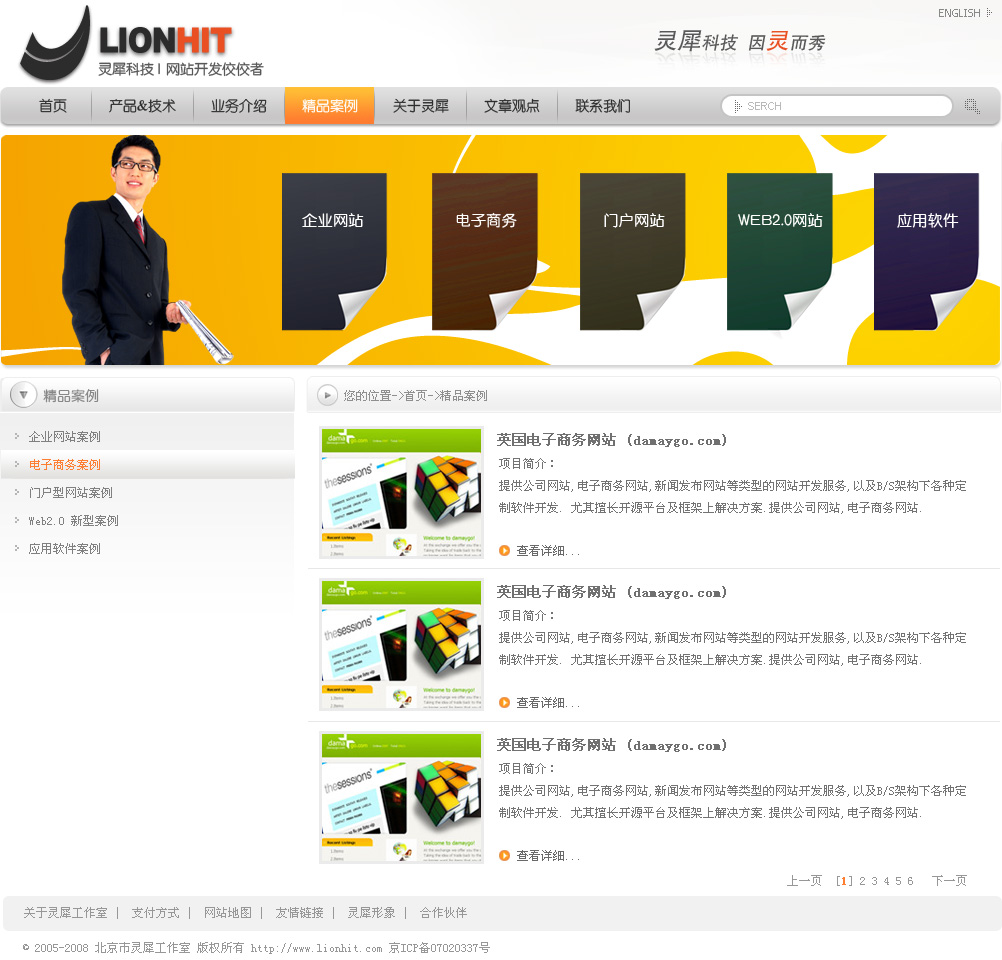 ENGLISH
LIONHIT
灵犀科技 | 网站开发佼佼者
灵犀科技 因灵而秀
首页 产品&技术 业务介绍 精品案例 关于灵犀 文章观点 联系我们 SERCH
企业网站 电子商务 门户网站 WEB2.0网站 应用软件
精品案例
企业网站案例
电子商务案例
门户型网站案例
Web2.0 新型案例
应用软件案例
您的位置->首页->精品案例
英国电子商务网站 (damaygo.com)
项目简介：
提供公司网站,电子商务网站,新闻发布网站等类型的网站开发服务,以及B/S架构下各种定
制软件开发. 尤其擅长开源平台及框架上解决方案.提供公司网站,电子商务网站.
查看详细...
thesessions
Recent Listings
Welcome to damaygo!
英国电子商务网站 (damaygo.com)
项目简介：
提供公司网站,电子商务网站,新闻发布网站等类型的网站开发服务,以及B/S架构下各种定
制软件开发. 尤其擅长开源平台及框架上解决方案.提供公司网站,电子商务网站.
查看详细...
thesessions
Recent Listings
Welcome to damaygo!
英国电子商务网站 (damaygo.com)
项目简介：
提供公司网站,电子商务网站,新闻发布网站等类型的网站开发服务,以及B/S架构下各种定
制软件开发. 尤其擅长开源平台及框架上解决方案.提供公司网站,电子商务网站.
查看详细...
thesessions
Recent Listings
Welcome to damaygo!
上一页 [1] 2 3 4 5 6 下一页
关于灵犀工作室 | 支付方式 | 网站地图 | 友情链接 | 灵犀形象 | 合作伙伴
© 2005-2008 北京市灵犀工作室 版权所有 http://www.lionhit.com 京ICP备07020337号